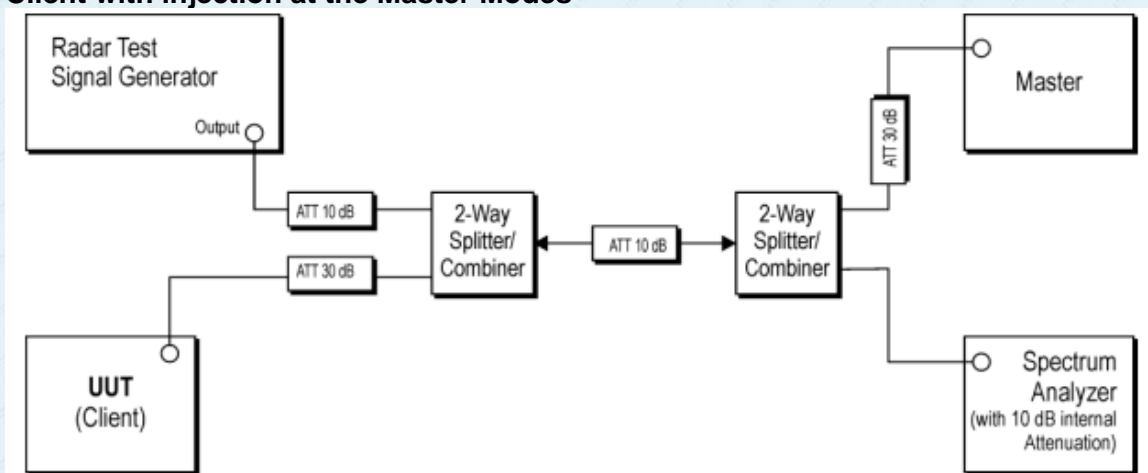 Client with injection at the Master Modes
Radar Test
Signal Generator
Output
ATT 10 dB
ATT 30 dB
UUT
(Client)
2-Way
Splitter/
Combiner
ATT 10 dB
2-Way
Splitter/
Combiner
ATT 30 dB
Master
Spectrum
Analyzer
(with 10 dB internal
Attenuation)